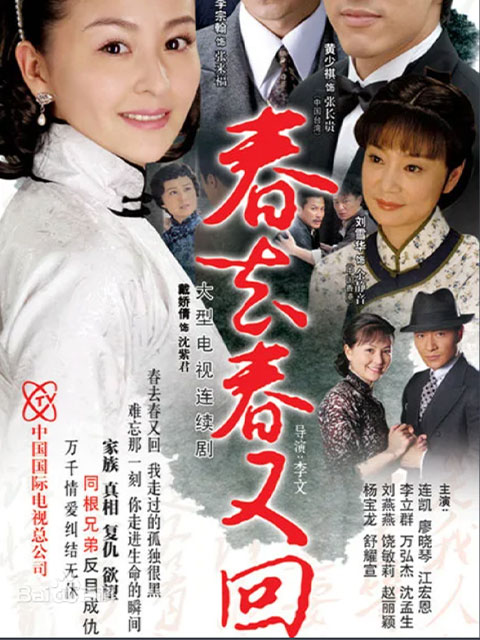 李宗翰 饰 张来福
黄少祺 饰 张长贵
(中国台湾)
春去春又回
刘雪华 饰 余静音
戴娇倩 饰 沈紫君
大型电视连续剧
导演:李文
春去春又回 我走过的孤独很黑
难忘那一刻 你走进生命的瞬间
家族 真相 复仇 欲望
同根兄弟 反目成仇
万千情爱纠结无休
TV
中国国际电视总公司
主演:
连凯 廖晓琴 江宏恩
李立群 万弘杰 沈孟生
刘燕燕 饶敏莉 赵丽颖
杨宝龙 舒耀宣